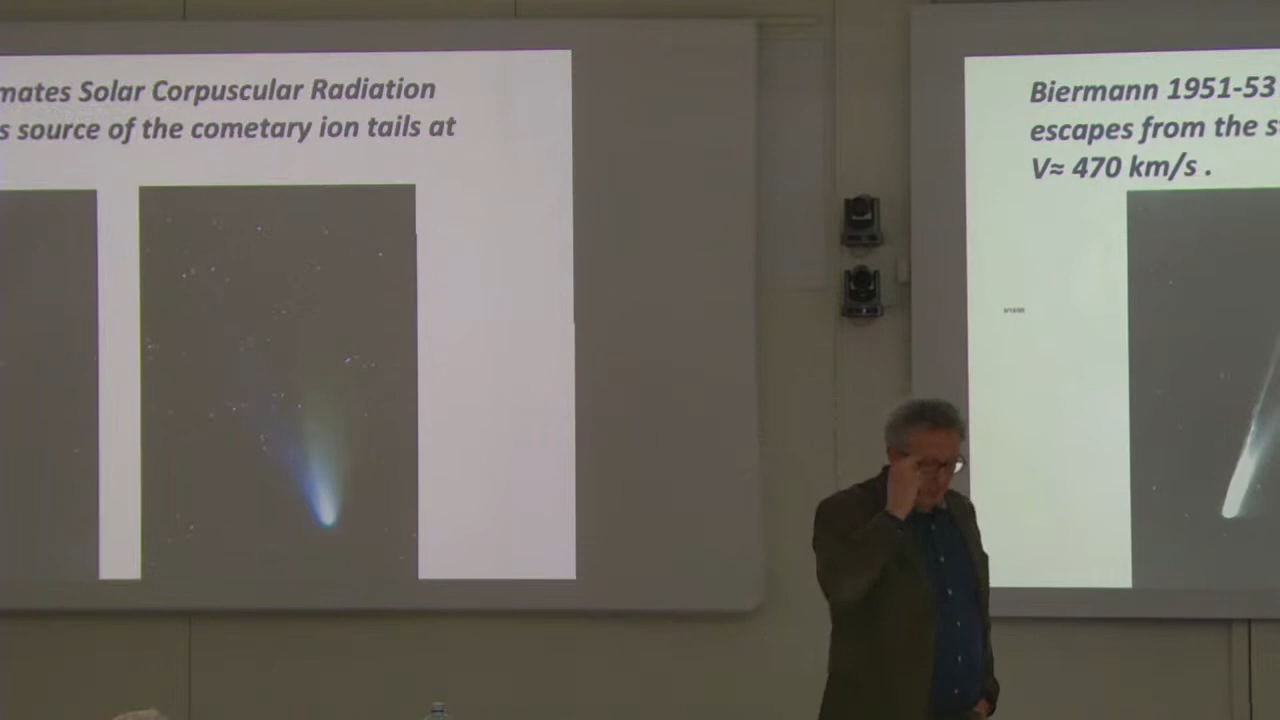 mates Solar Corpuscular Radiation
s source of the cometary ion tails at
Biermann 1951-53
escapes from the s
V≈ 470 km/s .